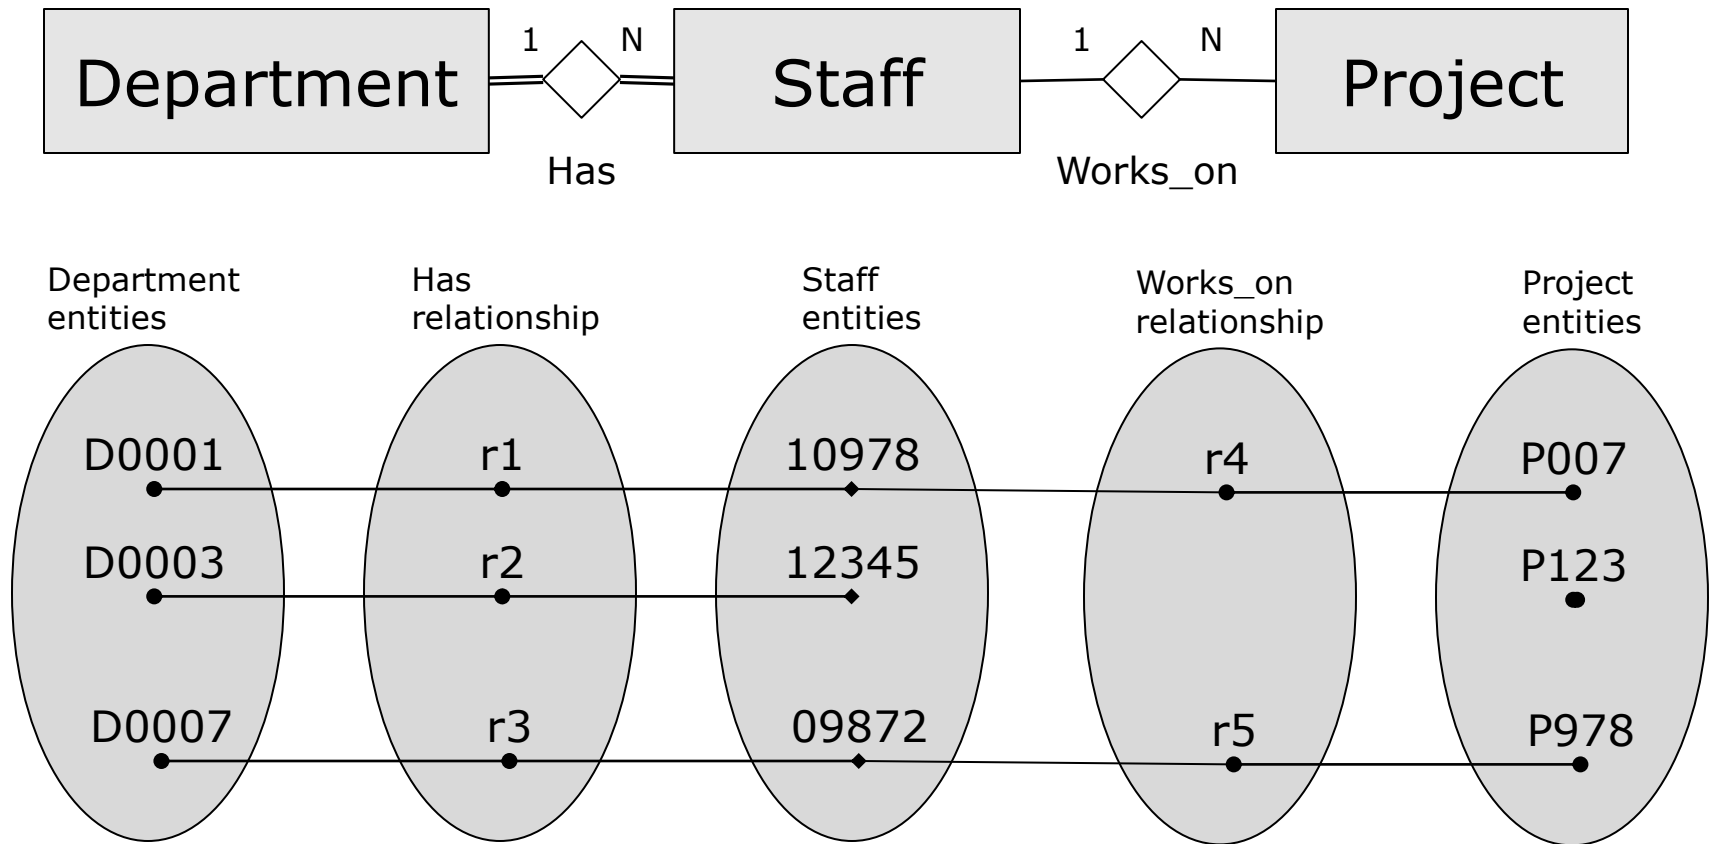 1 N 1 N
Department Staff Project
Has Works_on
Department entities
Has relationship
Staff entities
Works_on relationship
Project entities
D0001 r1 10978 r4 P007
D0003 r2 12345 P123
D0007 r3 09872 r5 P978